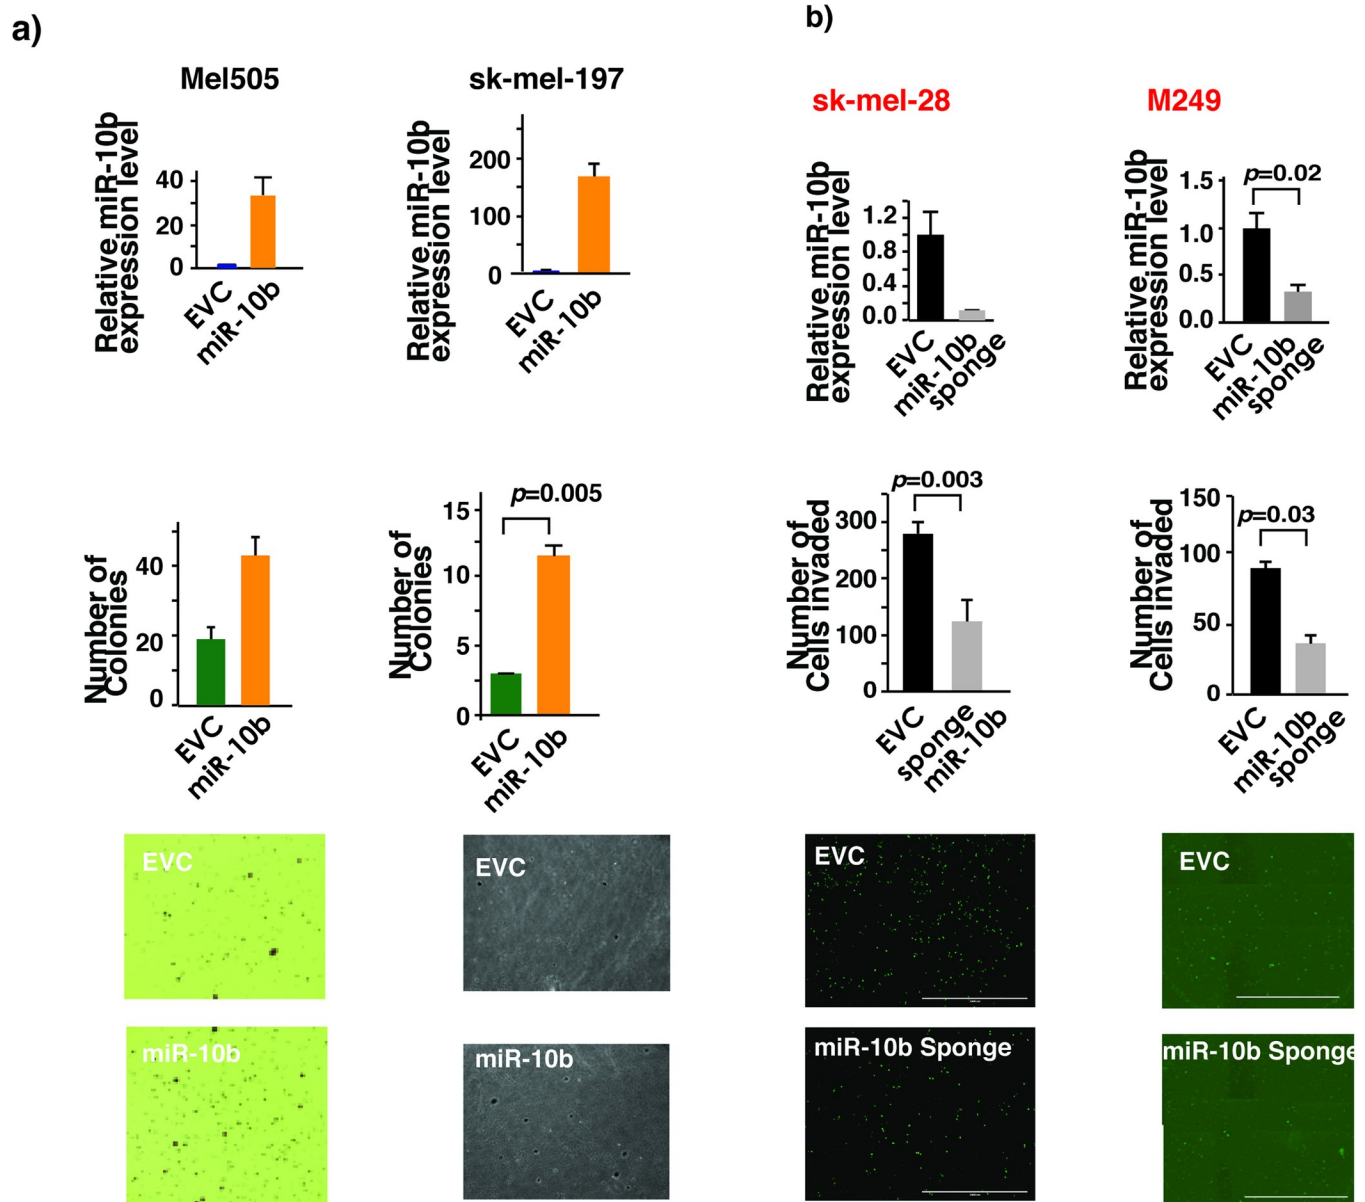 a)
Mel505
sk-mel-197
Relative miR-10b
expression level
40
20
0
EVC
miR-10b
Relative miR-10b
expression level
200
100
0
EVC
miR-10b
Number of
Colonies
40
20
0
EVC
miR-10b
Number of
Colonies
15
10
5
0
p=0.005
EVC
miR-10b
EVC
EVC
miR-10b
miR-10b
b)
sk-mel-28
M249
Relative miR-10b
expression level
1.2
0.8
0.4
0.0
EVC
miR-10b
sponge
Relative miR-10b
expression level
1.5
1.0
0.5
0.0
p=0.02
EVC
miR-10b
sponge
Number of
Cells invaded
300
200
100
0
p=0.003
EVC
sponge
miR-10b
Number of
Cells invaded
150
100
50
0
p=0.03
EVC
miR-10b
sponge
EVC
EVC
miR-10b Sponge
miR-10b Sponge